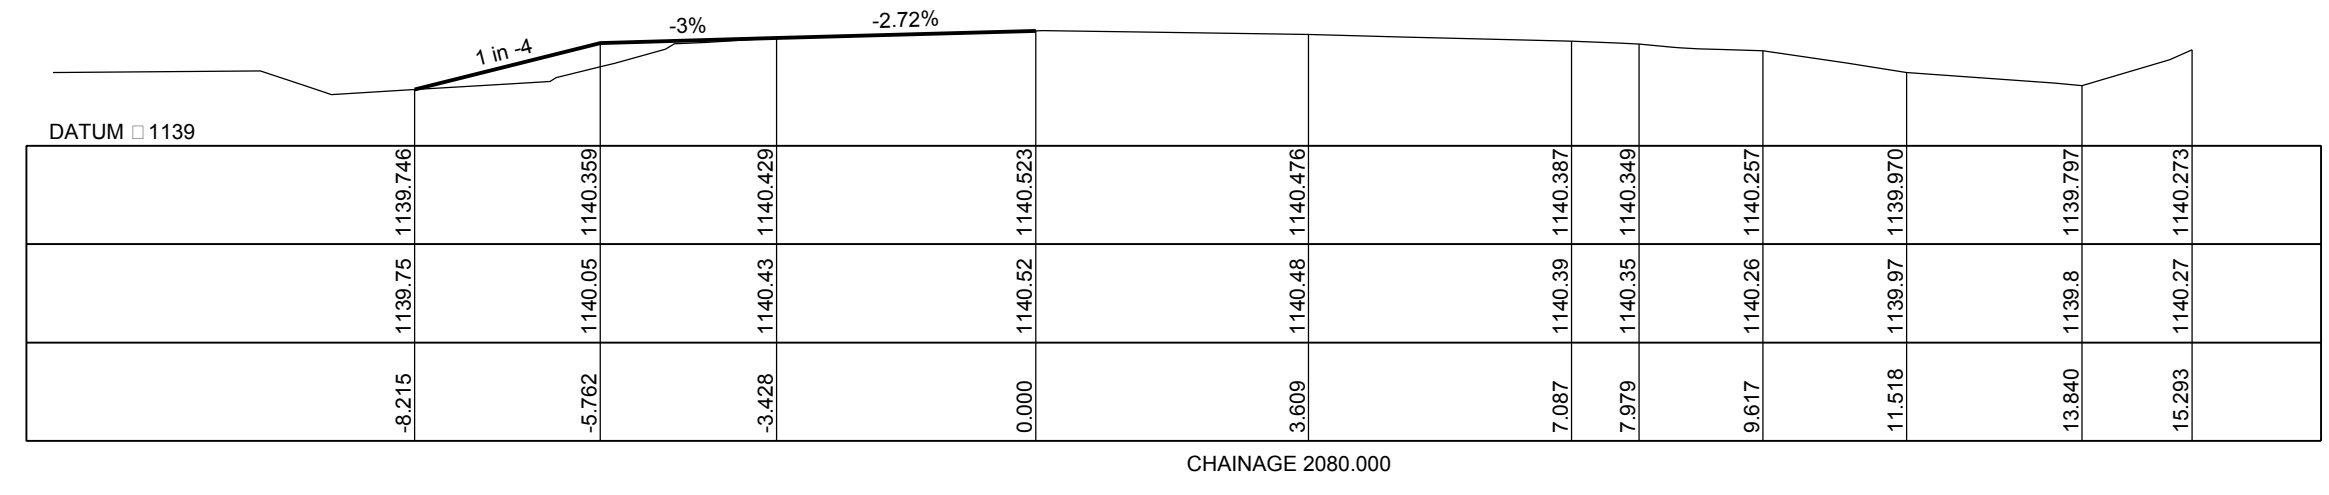 1 in -4
-3%
-2.72%
DATUM □ 1139
1139.746 1140.359 1140.429 1140.523 1140.476 1140.387 1140.349 1140.257 1139.970 1139.797 1140.273
1139.75 1140.05 1140.43 1140.52 1140.48 1140.39 1140.35 1140.26 1139.97 1139.8 1140.27
-8.215 -5.762 -3.428 0.000 3.609 7.087 7.979 9.617 11.518 13.840 15.293
CHAINAGE 2080.000